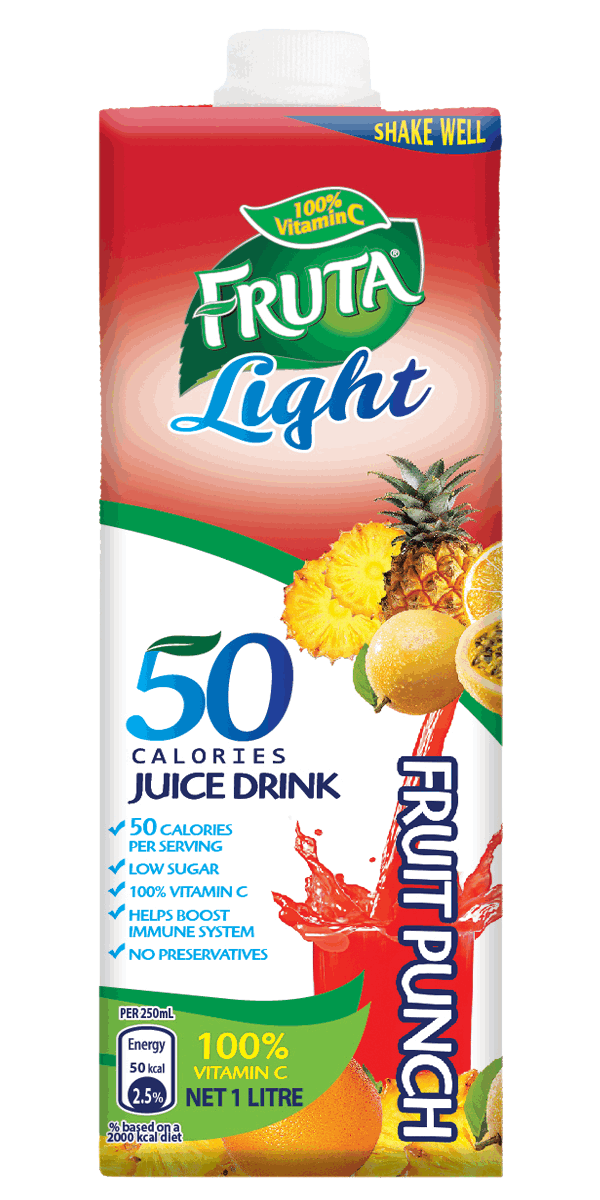 SHAKE WELL
100%
Vitamin C
FRUTA®
Light
50
CALORIES
JUICE DRINK
50 CALORIES
PER SERVING
LOW SUGAR
100% VITAMIN C
HELPS BOOST
IMMUNE SYSTEM
NO PRESERVATIVES
FRUIT PUNCH
PER 250mL
Energy
50 kcal
2.5%
% based on a
2000 kcal diet
100%
VITAMIN C
NET 1 LITRE